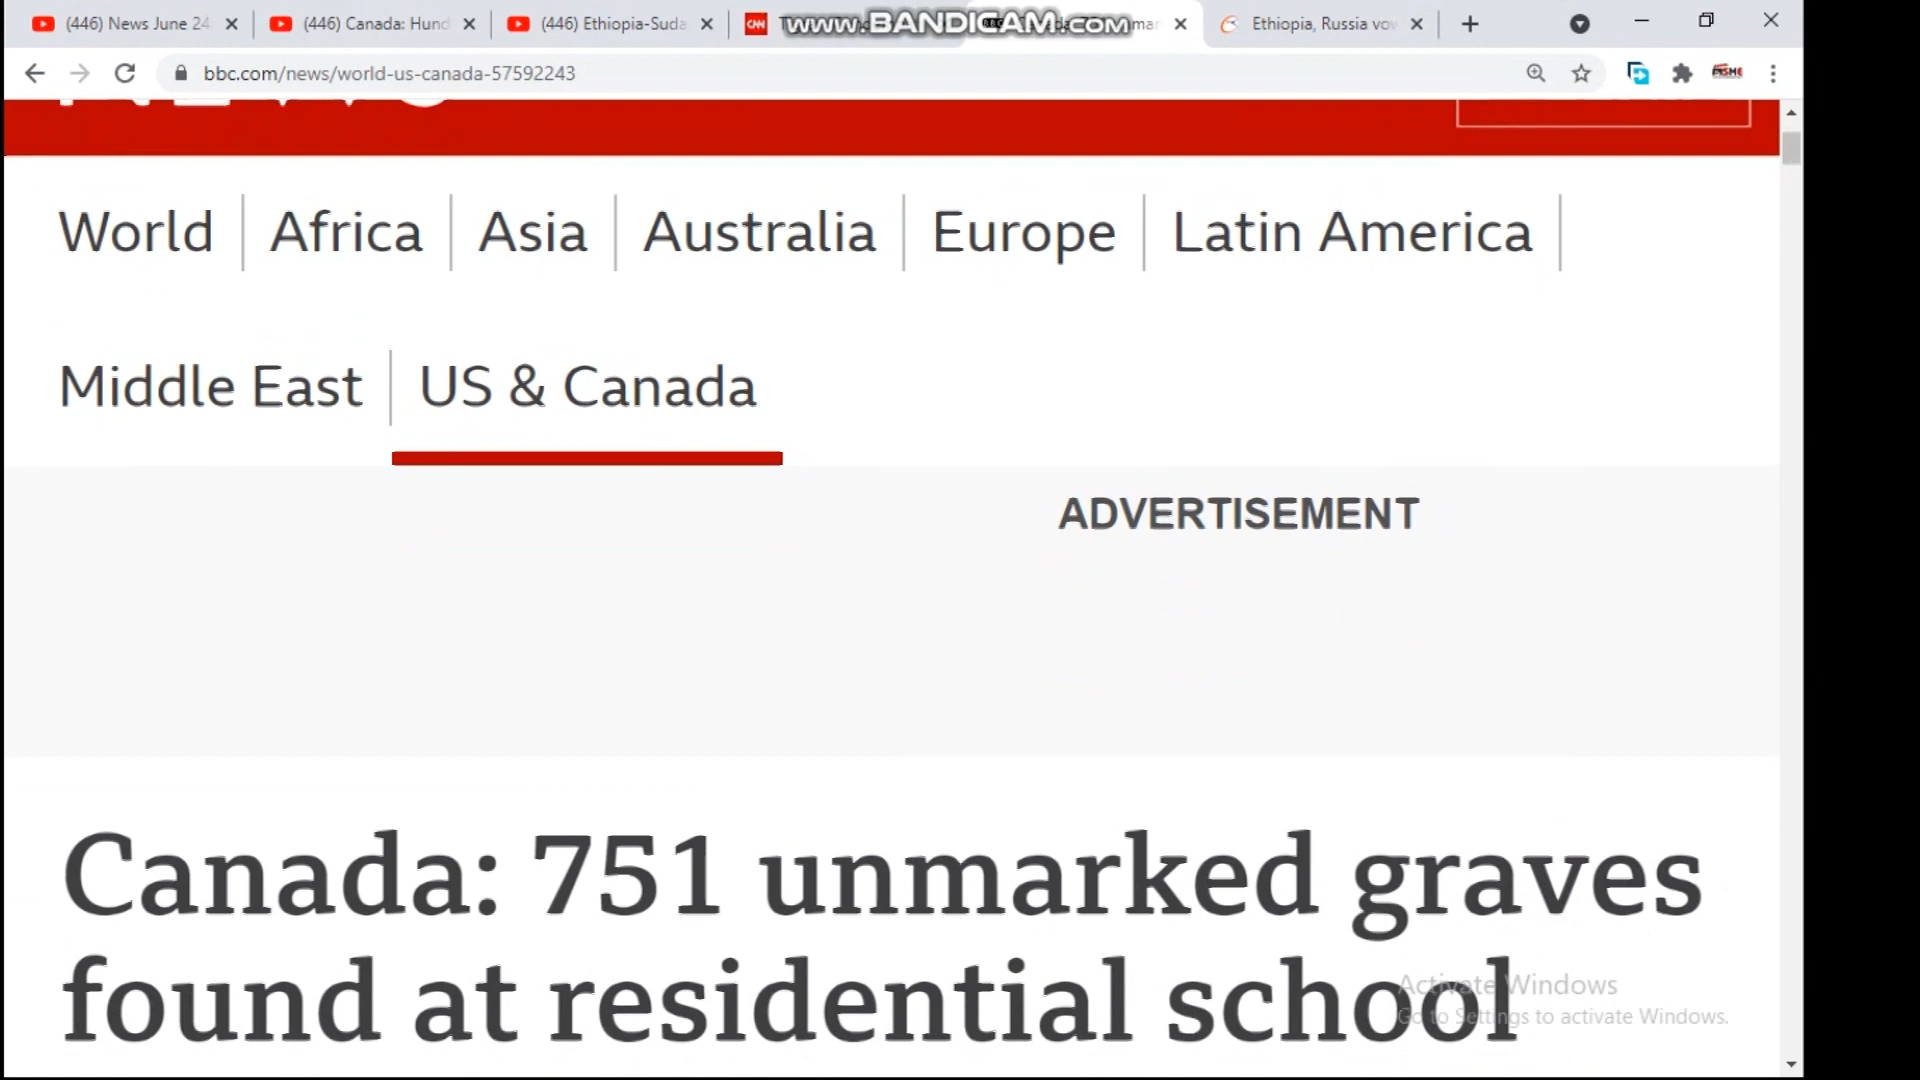 (446) News June 24
(446) Canada: Hund
(446) Ethiopia-Suda
CNN
www.BANDICAM.com
Ethiopia, Russia vow
bbc.com/news/world-us-canada-57592243
World
Africa
Asia
Australia
Europe
Latin America
Middle East
US & Canada
ADVERTISEMENT
Canada: 751 unmarked graves
found at residential school
Activate Windows
Go to Settings to activate Windows.